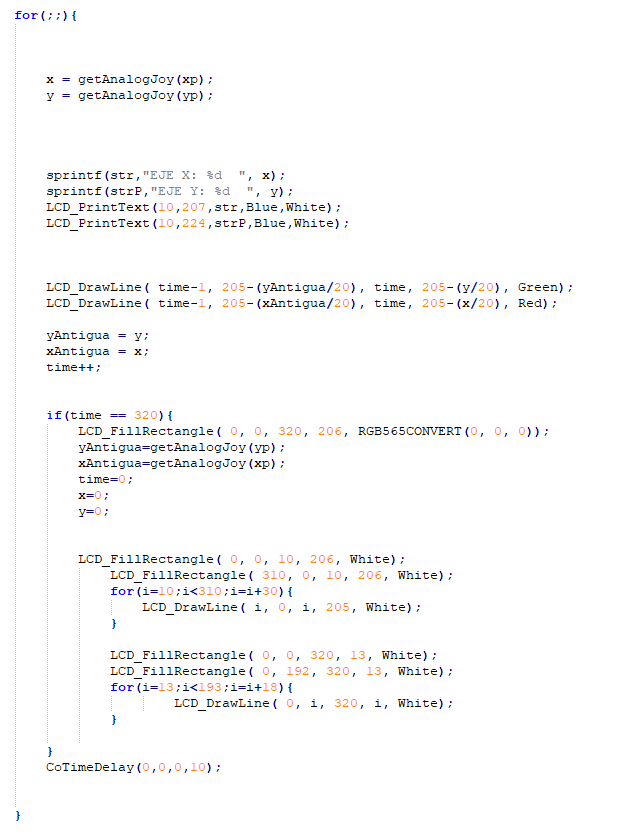 for(;;){
x = getAnalogJoy(xp);
y = getAnalogJoy(yp);
sprintf(str,"EJE X: %d  ", x);
sprintf(strP,"EJE Y: %d  ", y);
LCD_PrintText(10,207,str,Blue,White);
LCD_PrintText(10,224,strP,Blue,White);
LCD_DrawLine( time-1, 205-(yAntigua/20), time, 205-(y/20), Green);
LCD_DrawLine( time-1, 205-(xAntigua/20), time, 205-(x/20), Red);
yAntigua = y;
xAntigua = x;
time++;
if(time == 320){
LCD_FillRectangle( 0, 0, 320, 206, RGB565CONVERT(0, 0, 0));
yAntigua=getAnalogJoy(yp);
xAntigua=getAnalogJoy(xp);
time=0;
x=0;
y=0;
LCD_FillRectangle( 0, 0, 10, 206, White);
LCD_FillRectangle( 310, 0, 10, 206, White);
for(i=10;i<310;i=i+30){
LCD_DrawLine( i, 0, i, 205, White);
}
LCD_FillRectangle( 0, 0, 320, 13, White);
LCD_FillRectangle( 0, 192, 320, 13, White);
for(i=13;i<193;i=i+18){
LCD_DrawLine( 0, i, 320, i, White);
}
}
CoTimeDelay(0,0,0,10);
}